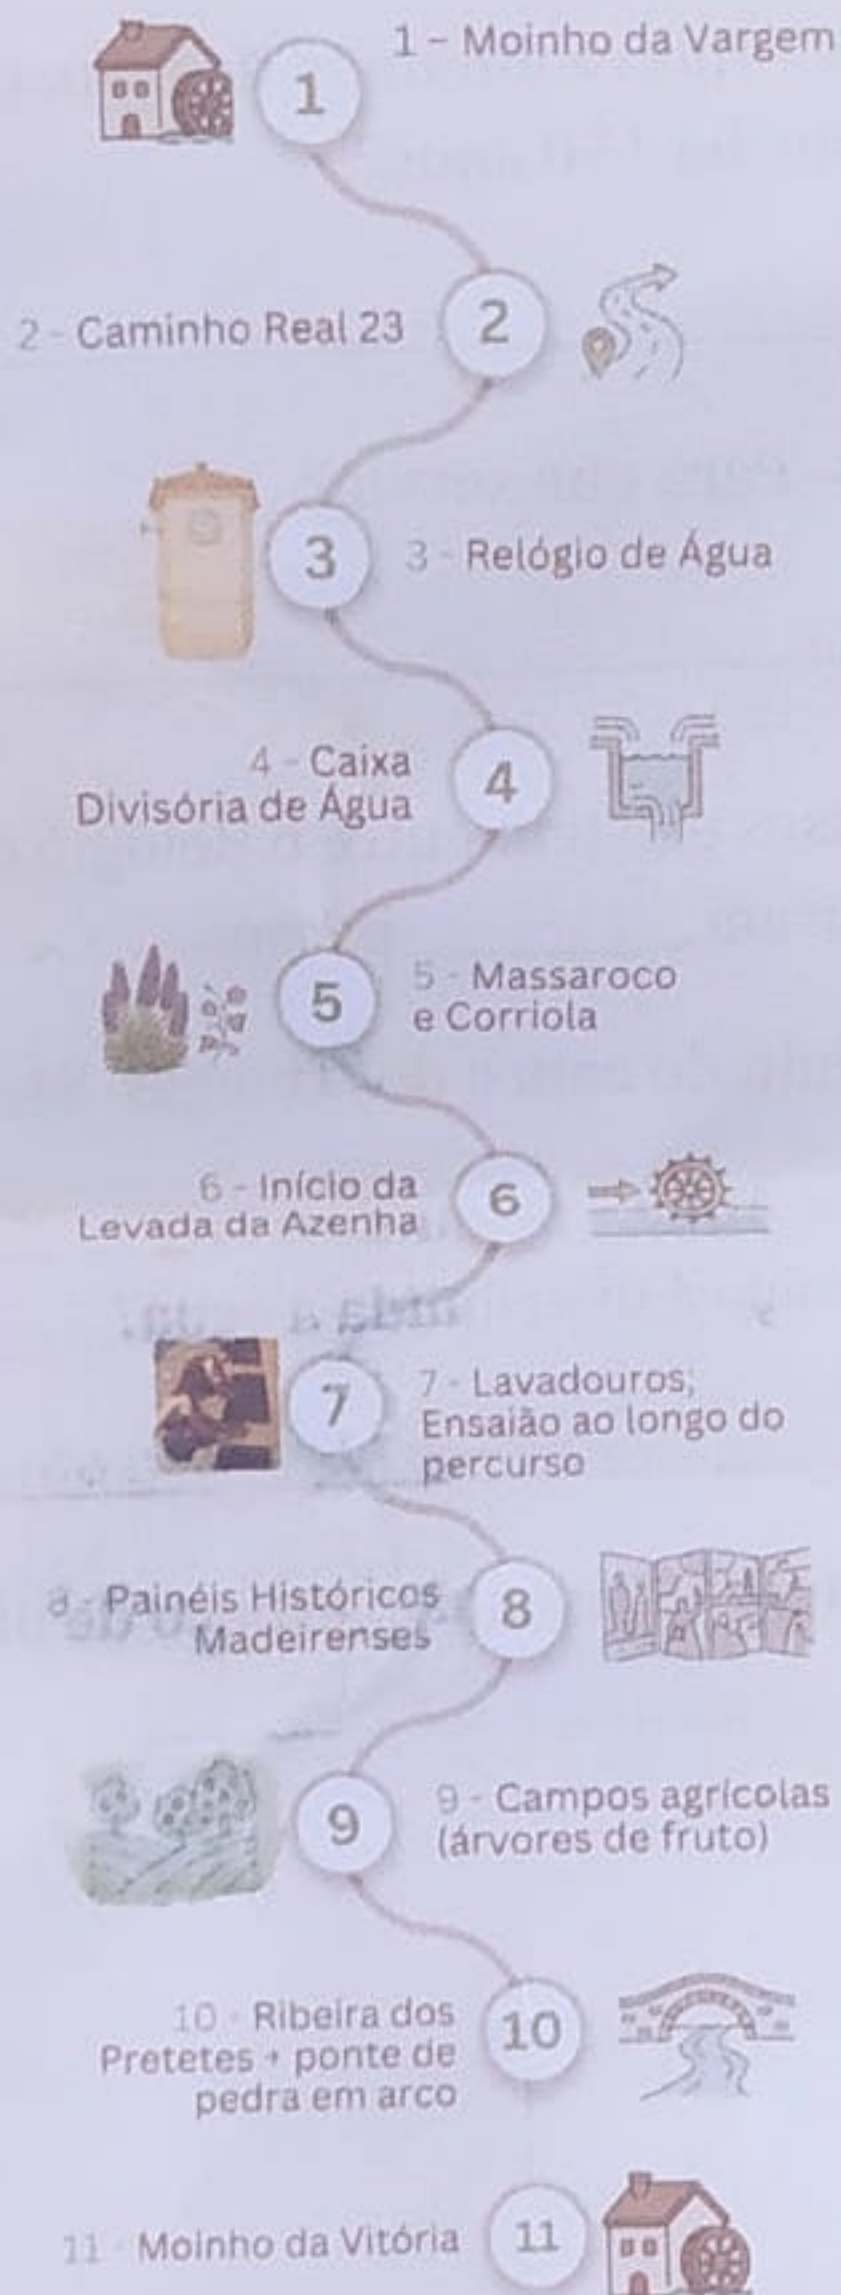 1 - Moinho da Vargem
1
2 - Caminho Real 23
2
3
3 - Relógio de Água
4 - Caixa
Divisória de Água
4
5
5 - Massaroco
e Corriola
6 - Início da
Levada da Azenha
6
7
7 - Lavadouros;
Ensaião ao longo do
percurso
8 - Painéis Históricos
Madeirenses
8
9
9 - Campos agrícolas
(árvores de fruto)
10 - Ribeira dos
Pretetes + ponte de
pedra em arco
10
11 - Moinho da Vitória
11